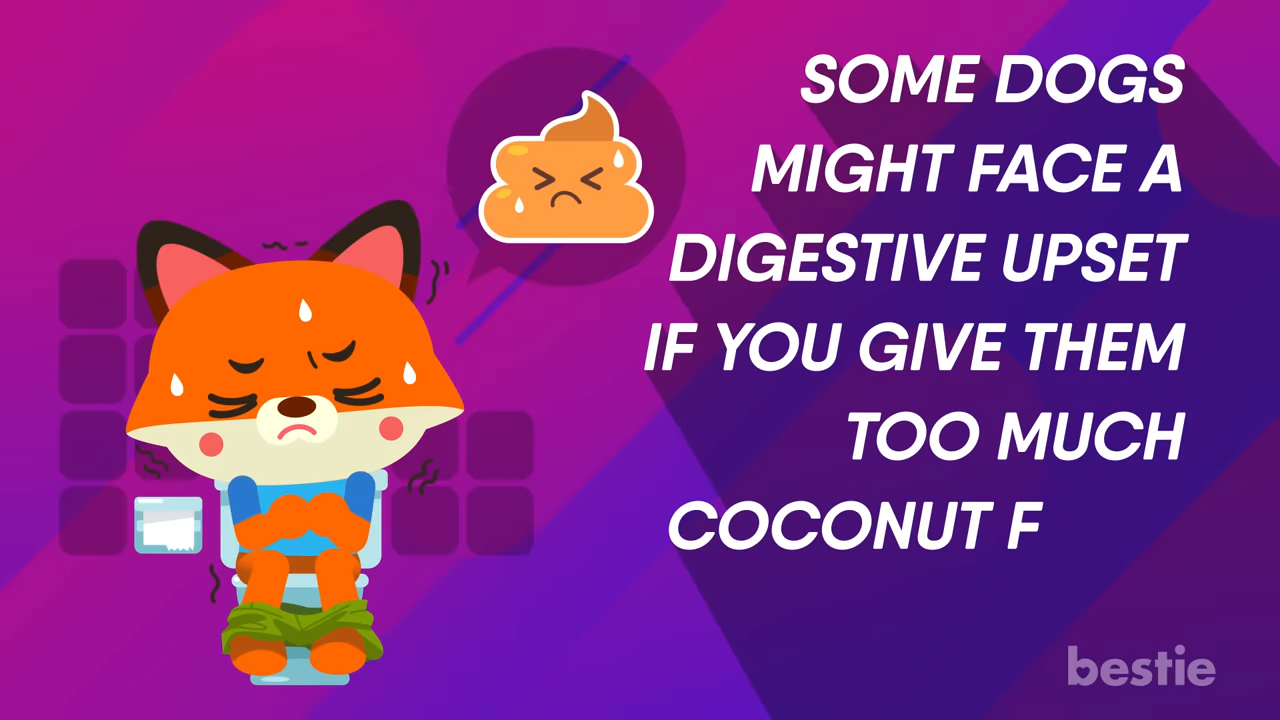 SOME DOGS
MIGHT FACE A
DIGESTIVE UPSET
IF YOU GIVE THEM
TOO MUCH
COCONUT F
bestie